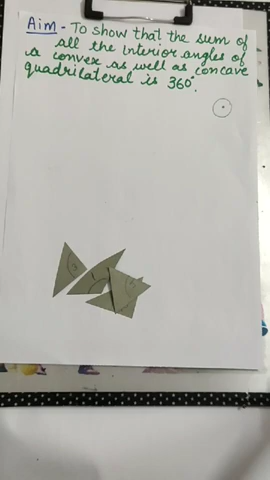 Aim - To show that the sum of
all the interior angles of
a convex as well as concave
quadrilateral is 360°.